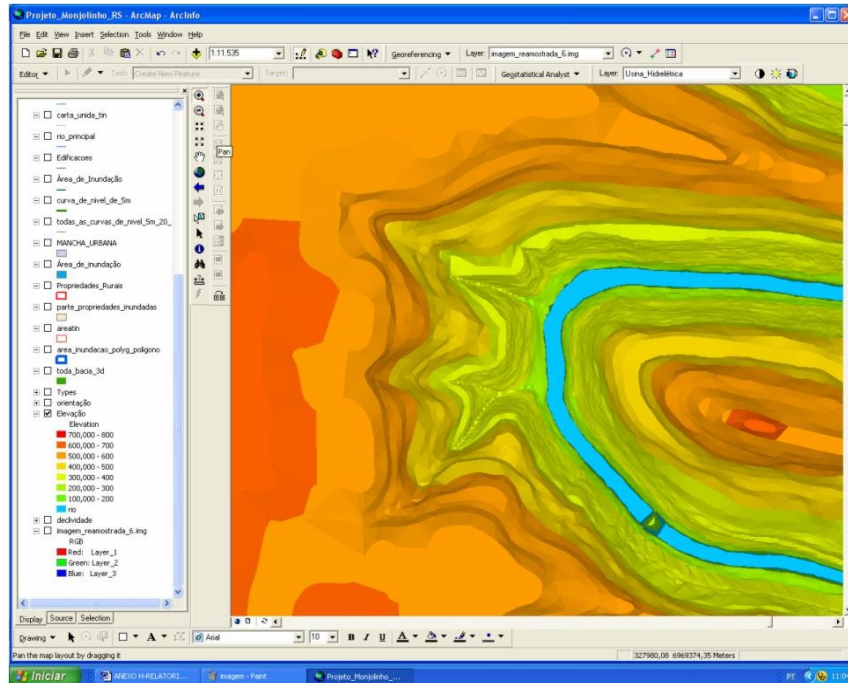 Projeto_Monjolinho_RS - ArcMap - ArcInfo
File Edit View Insert Selection Tools Window Help
1:11.535 Georeferencing Layer: imagem_reamostrada_6.img
Editor Task: Create New Feature Target: Geostatistical Analyst Layer: Usina_Hidrelétrica
carta_unida_tin
rio_principal
Edificacoes
Área_de_Inundação
curva_de_nivel_de_5m
todas_as_curvas_de_nivel_5m_20_
MANCHA_URBANA
Área_de_inundação
Propriedades_Rurais
parte_propriedades_inundadas
areatin
area_inundacao_polyg_poligono
toda_bacia_3d
Types
orientação
Elevação
Elevation
700,000 - 800
600,000 - 700
500,000 - 600
400,000 - 500
300,000 - 400
200,000 - 300
100,000 - 200
rio
declividade
imagem_reamostrada_6.img
RGB
Red: Layer_1
Green: Layer_2
Blue: Layer_3
Pan
Display Source Selection
Drawing A Arial 10 B I U A
Pan the map layout by dragging it 327980,08 6969374,35 Meters
Iniciar ANEXO H-RELATORI... imagem - Paint Projeto_Monjolinho_... PT 11:04